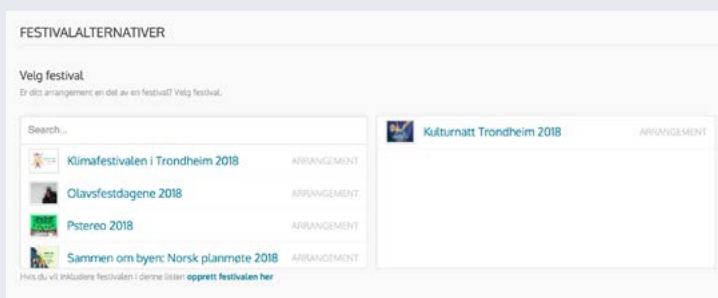 FESTIVALALTERNATIVER
Velg festival
Er ditt arrangement en del av en festival? Velg festival.
Search...
Klimafestivalen i Trondheim 2018 ARRANGEMENT
Olavsfestdagene 2018 ARRANGEMENT
Pstereo 2018 ARRANGEMENT
Sammen om byen: Norsk planmøte 2018 ARRANGEMENT
Hvis du vil inkludere festivalen i denne listen opprett festivalen her
Kulturnatt Trondheim 2018 ARRANGEMENT